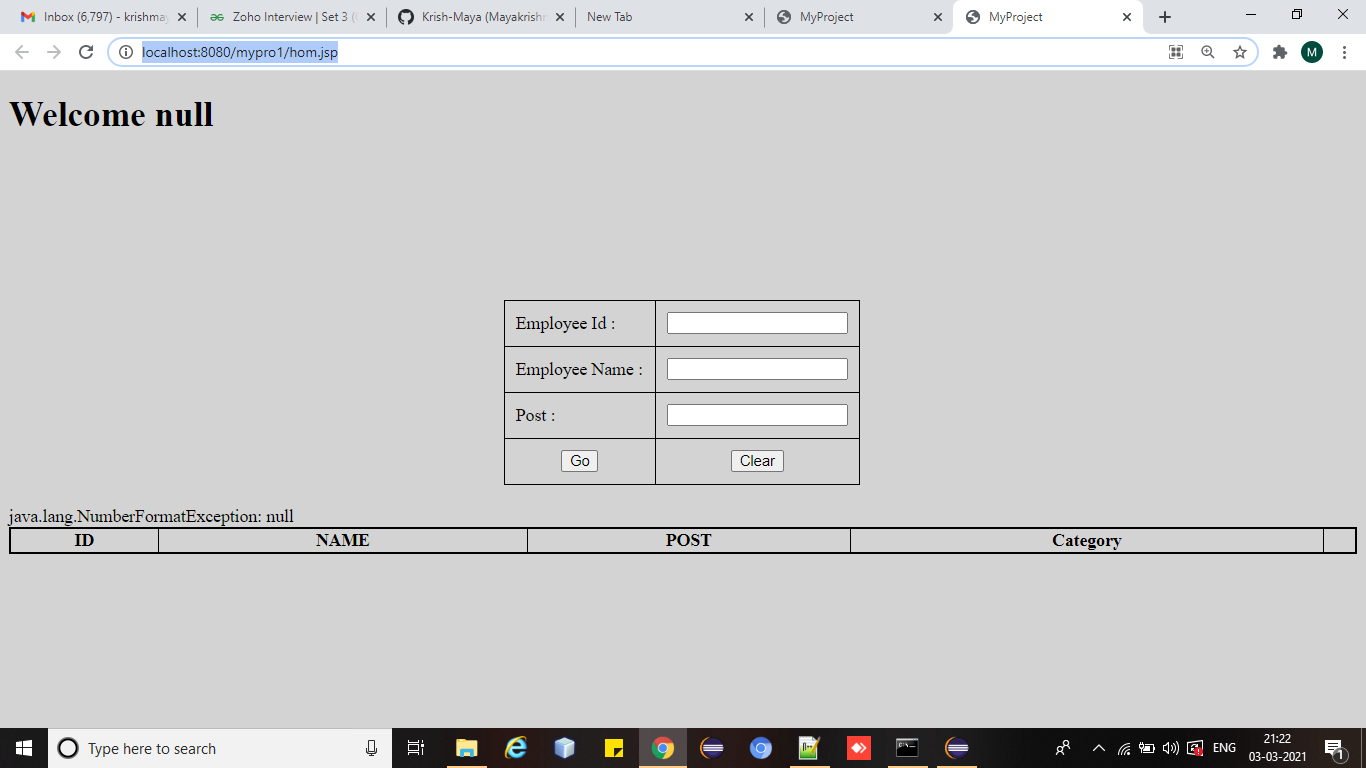 Inbox (6,797) - krishmay
Zoho Interview | Set 3 (
Krish-Maya (Mayakrishn
New Tab
MyProject
MyProject
localhost:8080/mypro1/hom.jsp
M
Welcome null
Employee Id :
Employee Name :
Post :
Go Clear
java.lang.NumberFormatException: null
ID NAME POST Category
Type here to search
ENG
21:22
03-03-2021
1